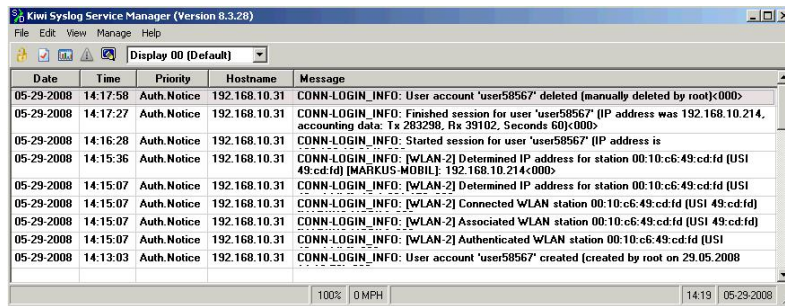 Kiwi Syslog Service Manager (Version 8.3.28)
File Edit View Manage Help
Display 00 (Default)
Date Time Priority Hostname Message
05-29-2008 14:17:58 Auth.Notice 192.168.10.31 CONN-LOGIN_INFO: User account 'user58567' deleted (manually deleted by root)<000>
05-29-2008 14:17:27 Auth.Notice 192.168.10.31 CONN-LOGIN_INFO: Finished session for user 'user58567' (IP address was 192.168.10.214,
accounting data: Tx 283298, Rx 39102, Seconds 60)<000>
05-29-2008 14:16:28 Auth.Notice 192.168.10.31 CONN-LOGIN_INFO: Started session for user 'user58567' (IP address is
05-29-2008 14:15:36 Auth.Notice 192.168.10.31 CONN-LOGIN_INFO: [WLAN-2] Determined IP address for station 00:10:c6:49:cd:fd (USI
49:cd:fd) [MARKUS-MOBIL]: 192.168.10.214<000>
05-29-2008 14:15:07 Auth.Notice 192.168.10.31 CONN-LOGIN_INFO: [WLAN-2] Determined IP address for station 00:10:c6:49:cd:fd (USI
05-29-2008 14:15:07 Auth.Notice 192.168.10.31 CONN-LOGIN_INFO: [WLAN-2] Connected WLAN station 00:10:c6:49:cd:fd (USI 49:cd:fd)
05-29-2008 14:15:07 Auth.Notice 192.168.10.31 CONN-LOGIN_INFO: [WLAN-2] Associated WLAN station 00:10:c6:49:cd:fd (USI 49:cd:fd)
05-29-2008 14:15:07 Auth.Notice 192.168.10.31 CONN-LOGIN_INFO: [WLAN-2] Authenticated WLAN station 00:10:c6:49:cd:fd (USI
05-29-2008 14:13:03 Auth.Notice 192.168.10.31 CONN-LOGIN_INFO: User account 'user58567' created (created by root on 29.05.2008
100% 0 MPH 14:19 05-29-2008